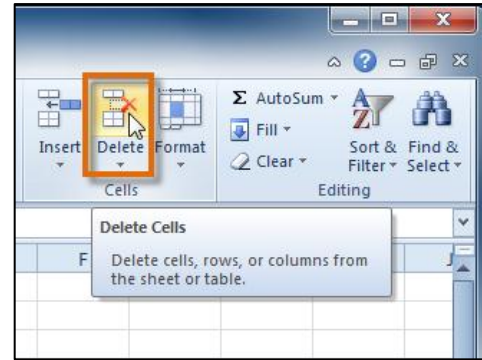 Σ AutoSum
Fill
Clear
Insert Delete Format
Sort & Filter
Find & Select
Cells
Editing
Delete Cells
Delete cells, rows, or columns from
the sheet or table.
F
J